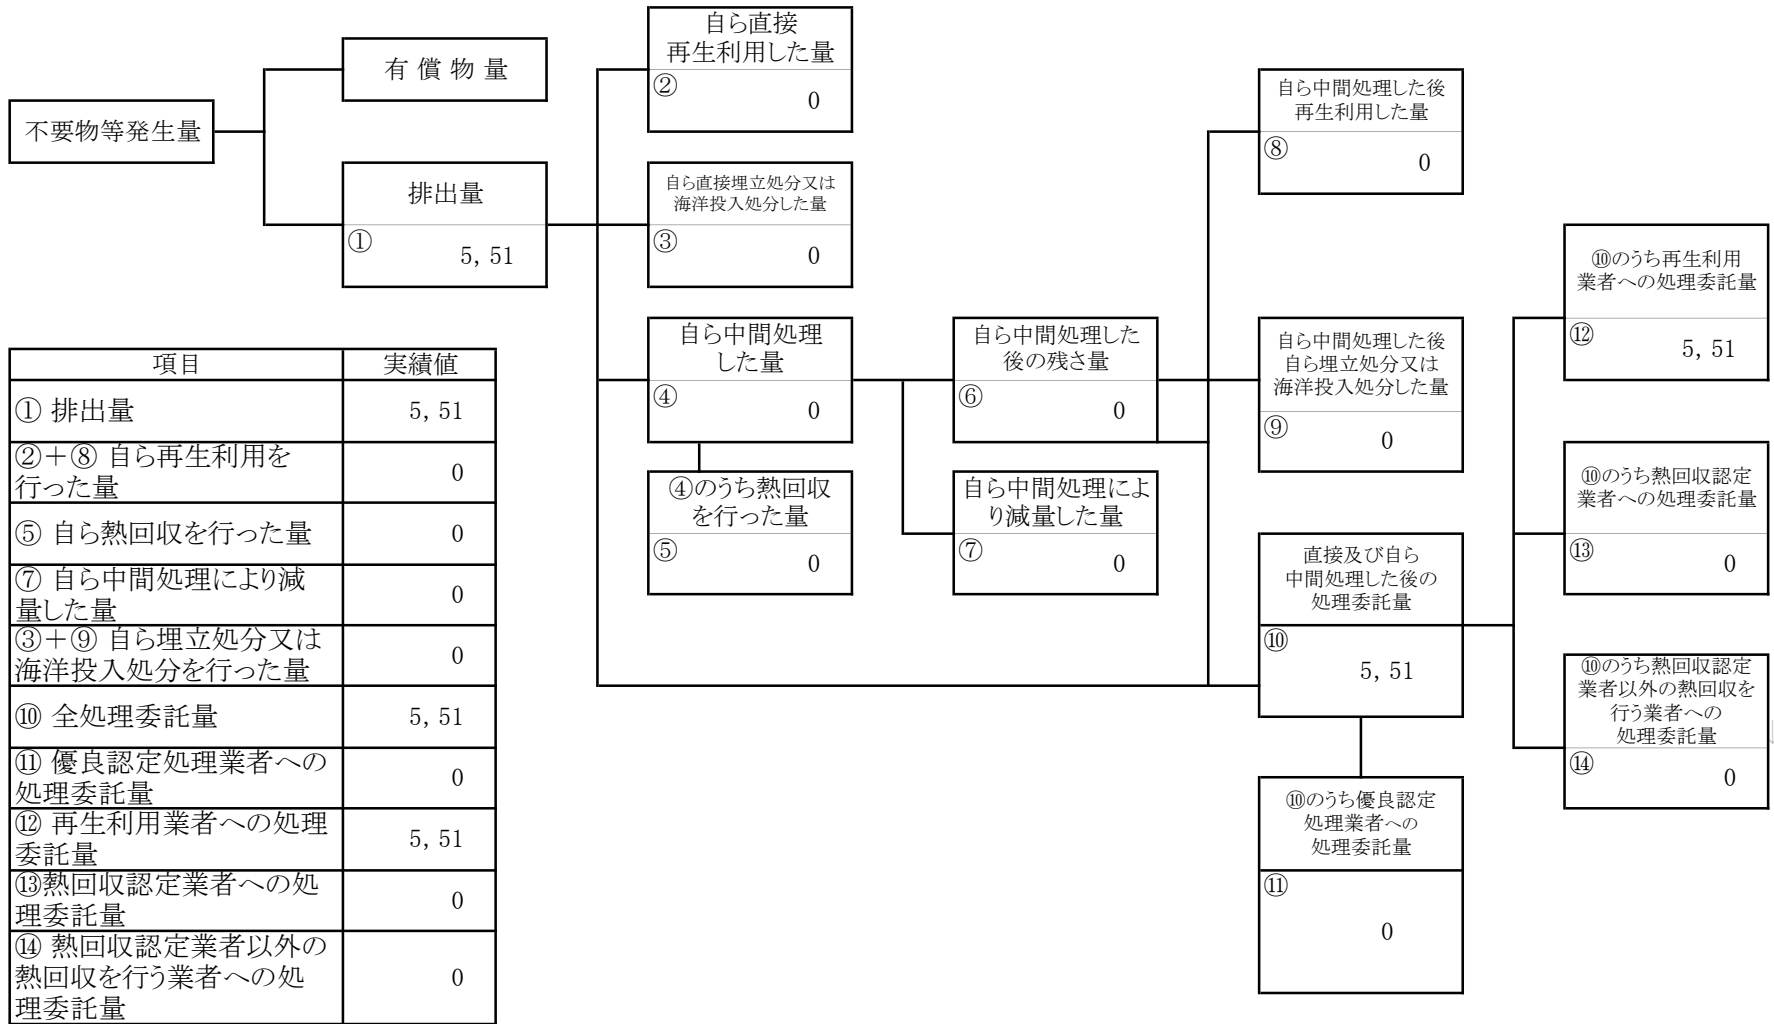 不要物等発生量
有 償 物 量
排出量
①
5, 51
自ら直接
再生利用した量
②
0
自ら直接埋立処分又は
海洋投入処分した量
③
0
自ら中間処理
した量
④
0
④のうち熱回収
を行った量
⑤
0
自ら中間処理した
後の残さ量
⑥
0
自ら中間処理によ
り減量した量
⑦
0
自ら中間処理した後
再生利用した量
⑧
0
自ら中間処理した後
自ら埋立処分又は
海洋投入処分した量
⑨
0
直接及び自ら
中間処理した後の
処理委託量
⑩
5, 51
⑩のうち優良認定
処理業者への
処理委託量
⑪
0
⑩のうち再生利用
業者への処理委託量
⑫
5, 51
⑩のうち熱回収認定
業者への処理委託量
⑬
0
⑩のうち熱回収認定
業者以外の熱回収を
行う業者への
処理委託量
⑭
0
項目 実績値
① 排出量 5, 51
②＋⑧ 自ら再生利用を
行った量 0
⑤ 自ら熱回収を行った量 0
⑦ 自ら中間処理により減
量した量 0
③＋⑨ 自ら埋立処分又は
海洋投入処分を行った量 0
⑩ 全処理委託量 5, 51
⑪ 優良認定処理業者への
処理委託量 0
⑫ 再生利用業者への処理
委託量 5, 51
⑬熱回収認定業者への処
理委託量 0
⑭ 熱回収認定業者以外の
熱回収を行う業者への処
理委託量 0